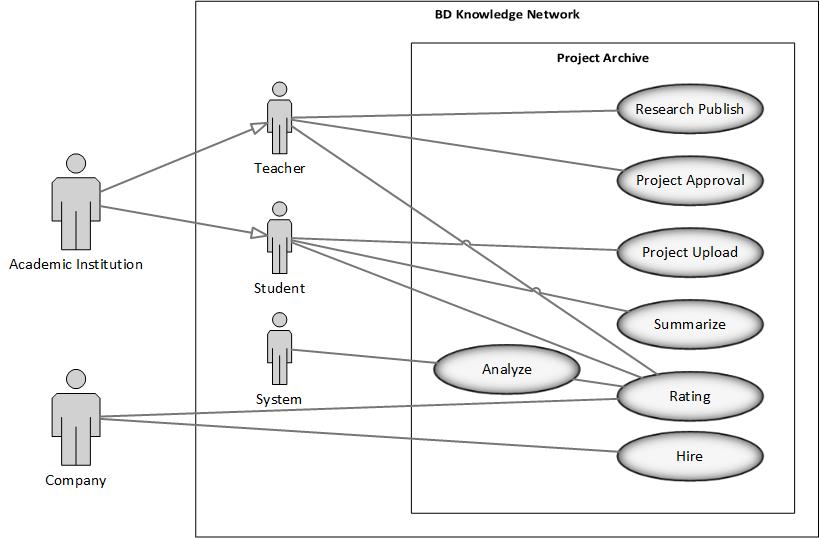 BD Knowledge Network
Project Archive
Research Publish
Teacher
Project Approval
Academic Institution
Project Upload
Student
Summarize
Analyze
System
Rating
Hire
Company